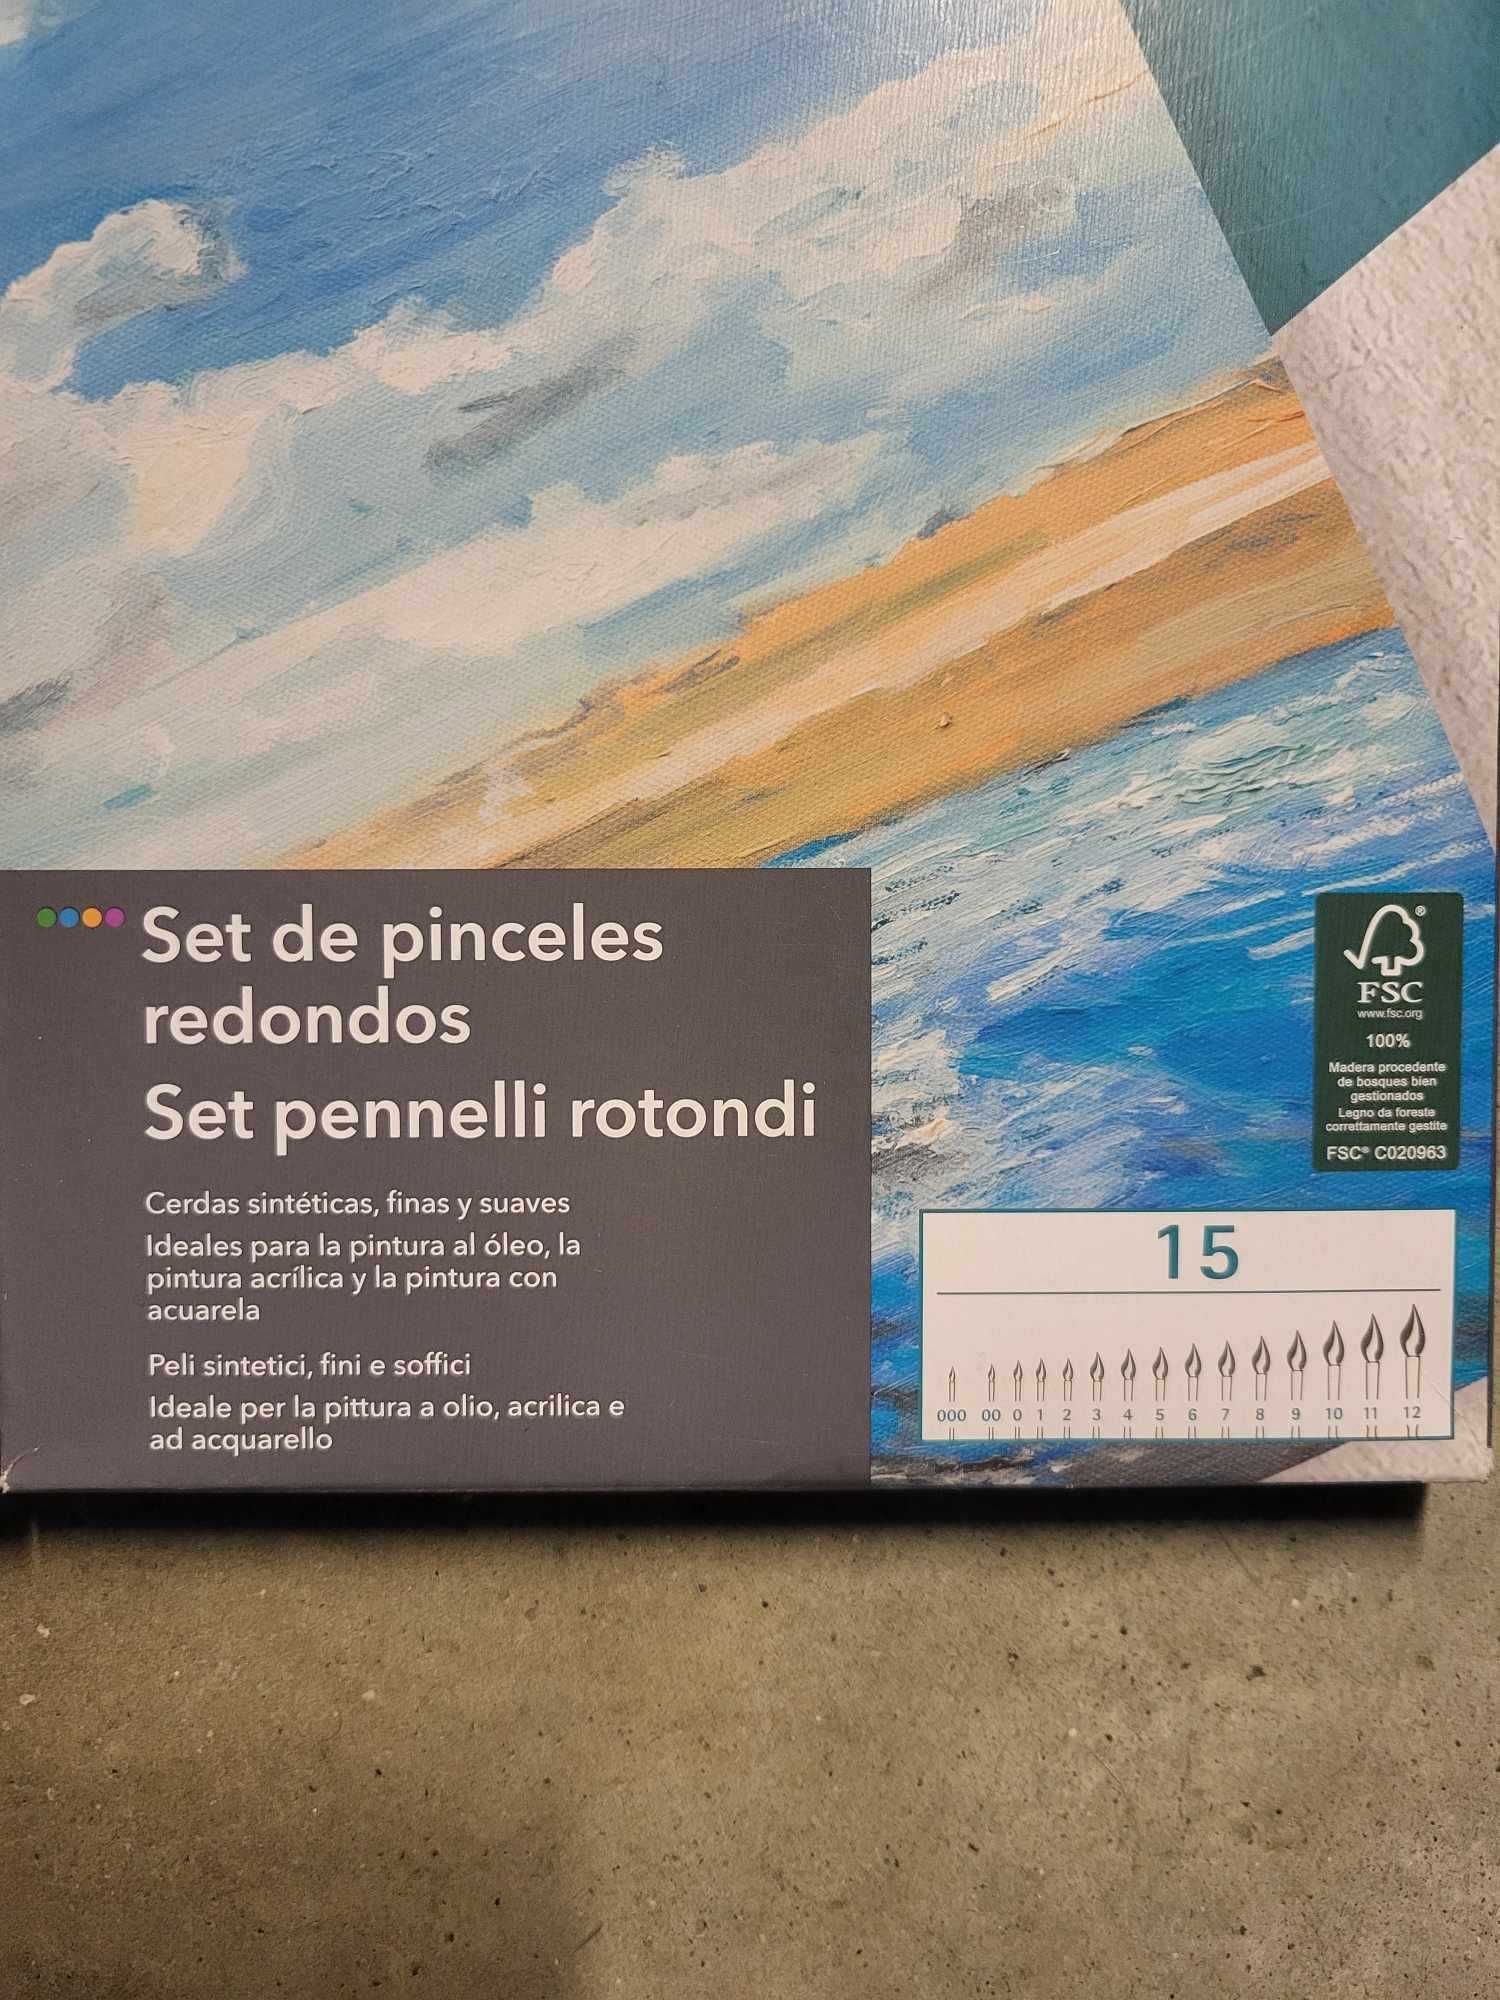 Set de pinceles
redondos
Set pennelli rotondi
Cerdas sintéticas, finas y suaves
Ideales para la pintura al óleo, la
pintura acrílica y la pintura con
acuarela
Peli sintetici, fini e soffici
Ideale per la pittura a olio, acrilica e
ad acquarello
®
FSC
www.fsc.org
100%
Madera procedente
de bosques bien
gestionados
Legno da foreste
correttamente gestite
FSC® C020963
15
000 00 0 1 2 3 4 5 6 7 8 9 10 11 12